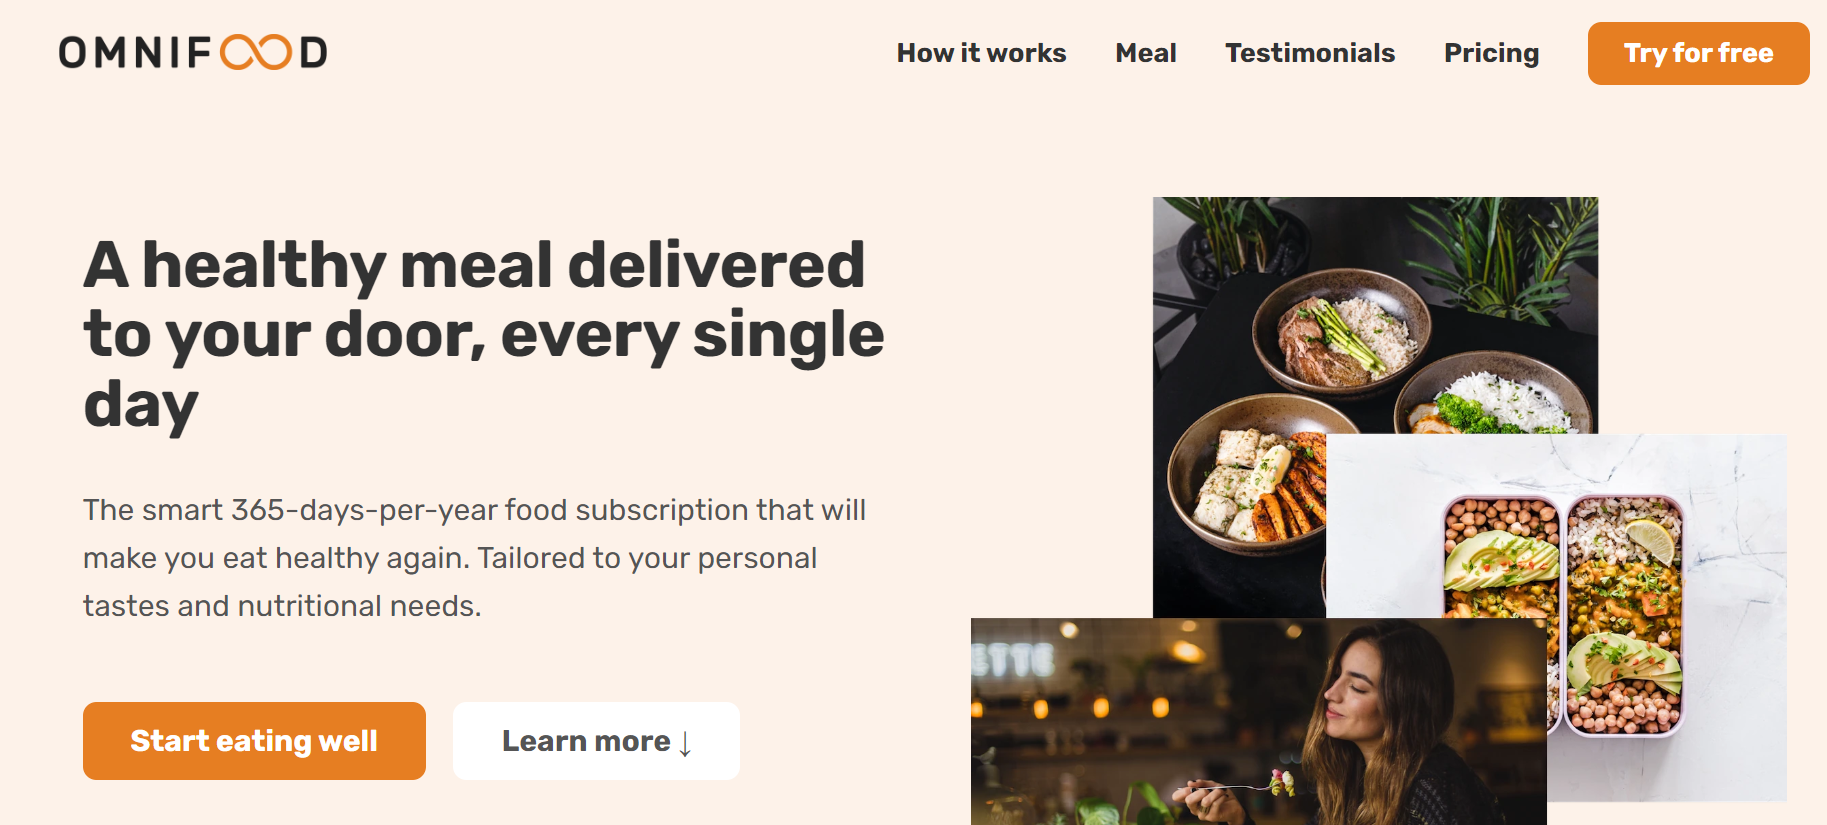 OMNIFOOD
How it works Meal Testimonials Pricing Try for free
A healthy meal delivered
to your door, every single
day
The smart 365-days-per-year food subscription that will
make you eat healthy again. Tailored to your personal
tastes and nutritional needs.
ETTE
Start eating well Learn more ↓